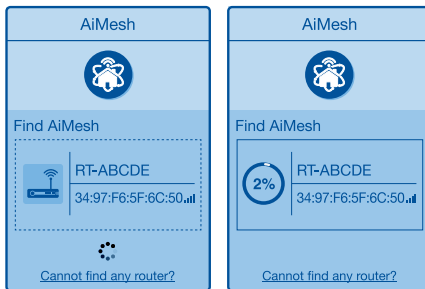 AiMesh
Find AiMesh
RT-ABCDE
34:97:F6:5F:6C:50
Cannot find any router?
AiMesh
Find AiMesh
2%
RT-ABCDE
34:97:F6:5F:6C:50
Cannot find any router?